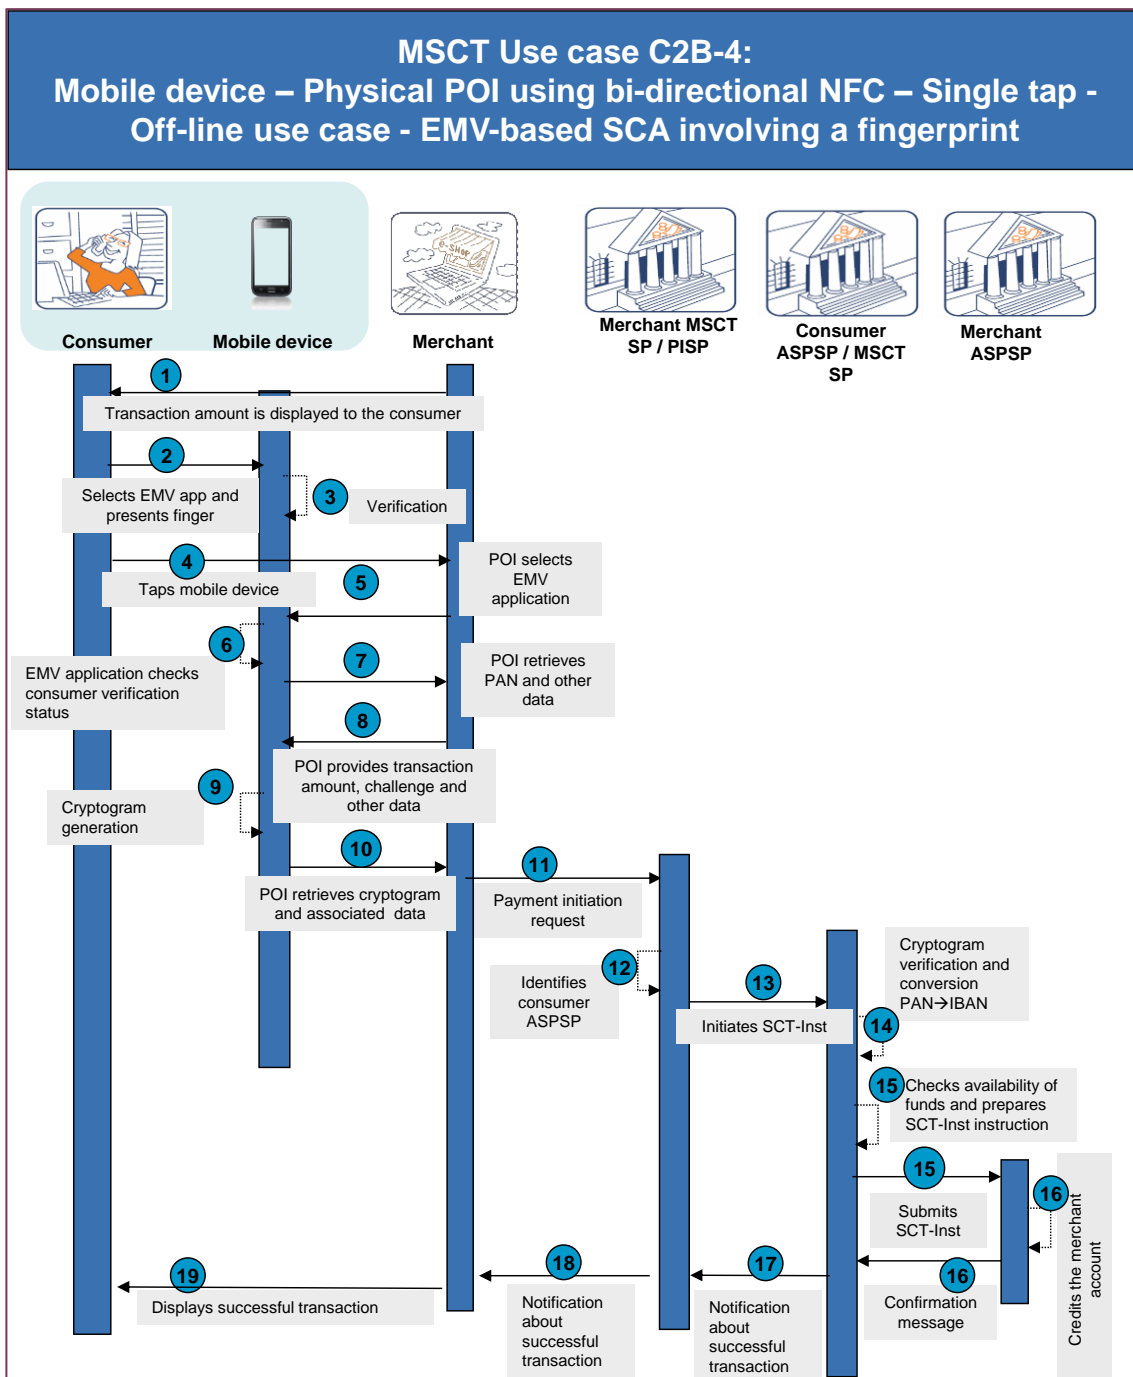 MSCT Use case C2B-4:
Mobile device – Physical POI using bi-directional NFC – Single tap -
Off-line use case - EMV-based SCA involving a fingerprint
e-SHOP
Consumer
Mobile device
Merchant
Merchant MSCT
SP / PISP
Consumer
ASPSP / MSCT
SP
Merchant
ASPSP
1
Transaction amount is displayed to the consumer
2
Selects EMV app and
presents finger
3
Verification
4
Taps mobile device
5
POI selects
EMV
application
6
EMV application checks
consumer verification
status
7
POI retrieves
PAN and other
data
8
POI provides transaction
amount, challenge and
other data
9
Cryptogram
generation
10
POI retrieves cryptogram
and associated data
11
Payment initiation
request
12
Identifies
consumer
ASPSP
13
Initiates SCT-Inst
Cryptogram
verification and
conversion
PAN→IBAN
14
15
Checks availability of
funds and prepares
SCT-Inst instruction
15
Submits
SCT-Inst
16
Credits the merchant
account
16
Confirmation
message
17
Notification
about
successful
transaction
18
Notification
about
successful
transaction
19
Displays successful transaction